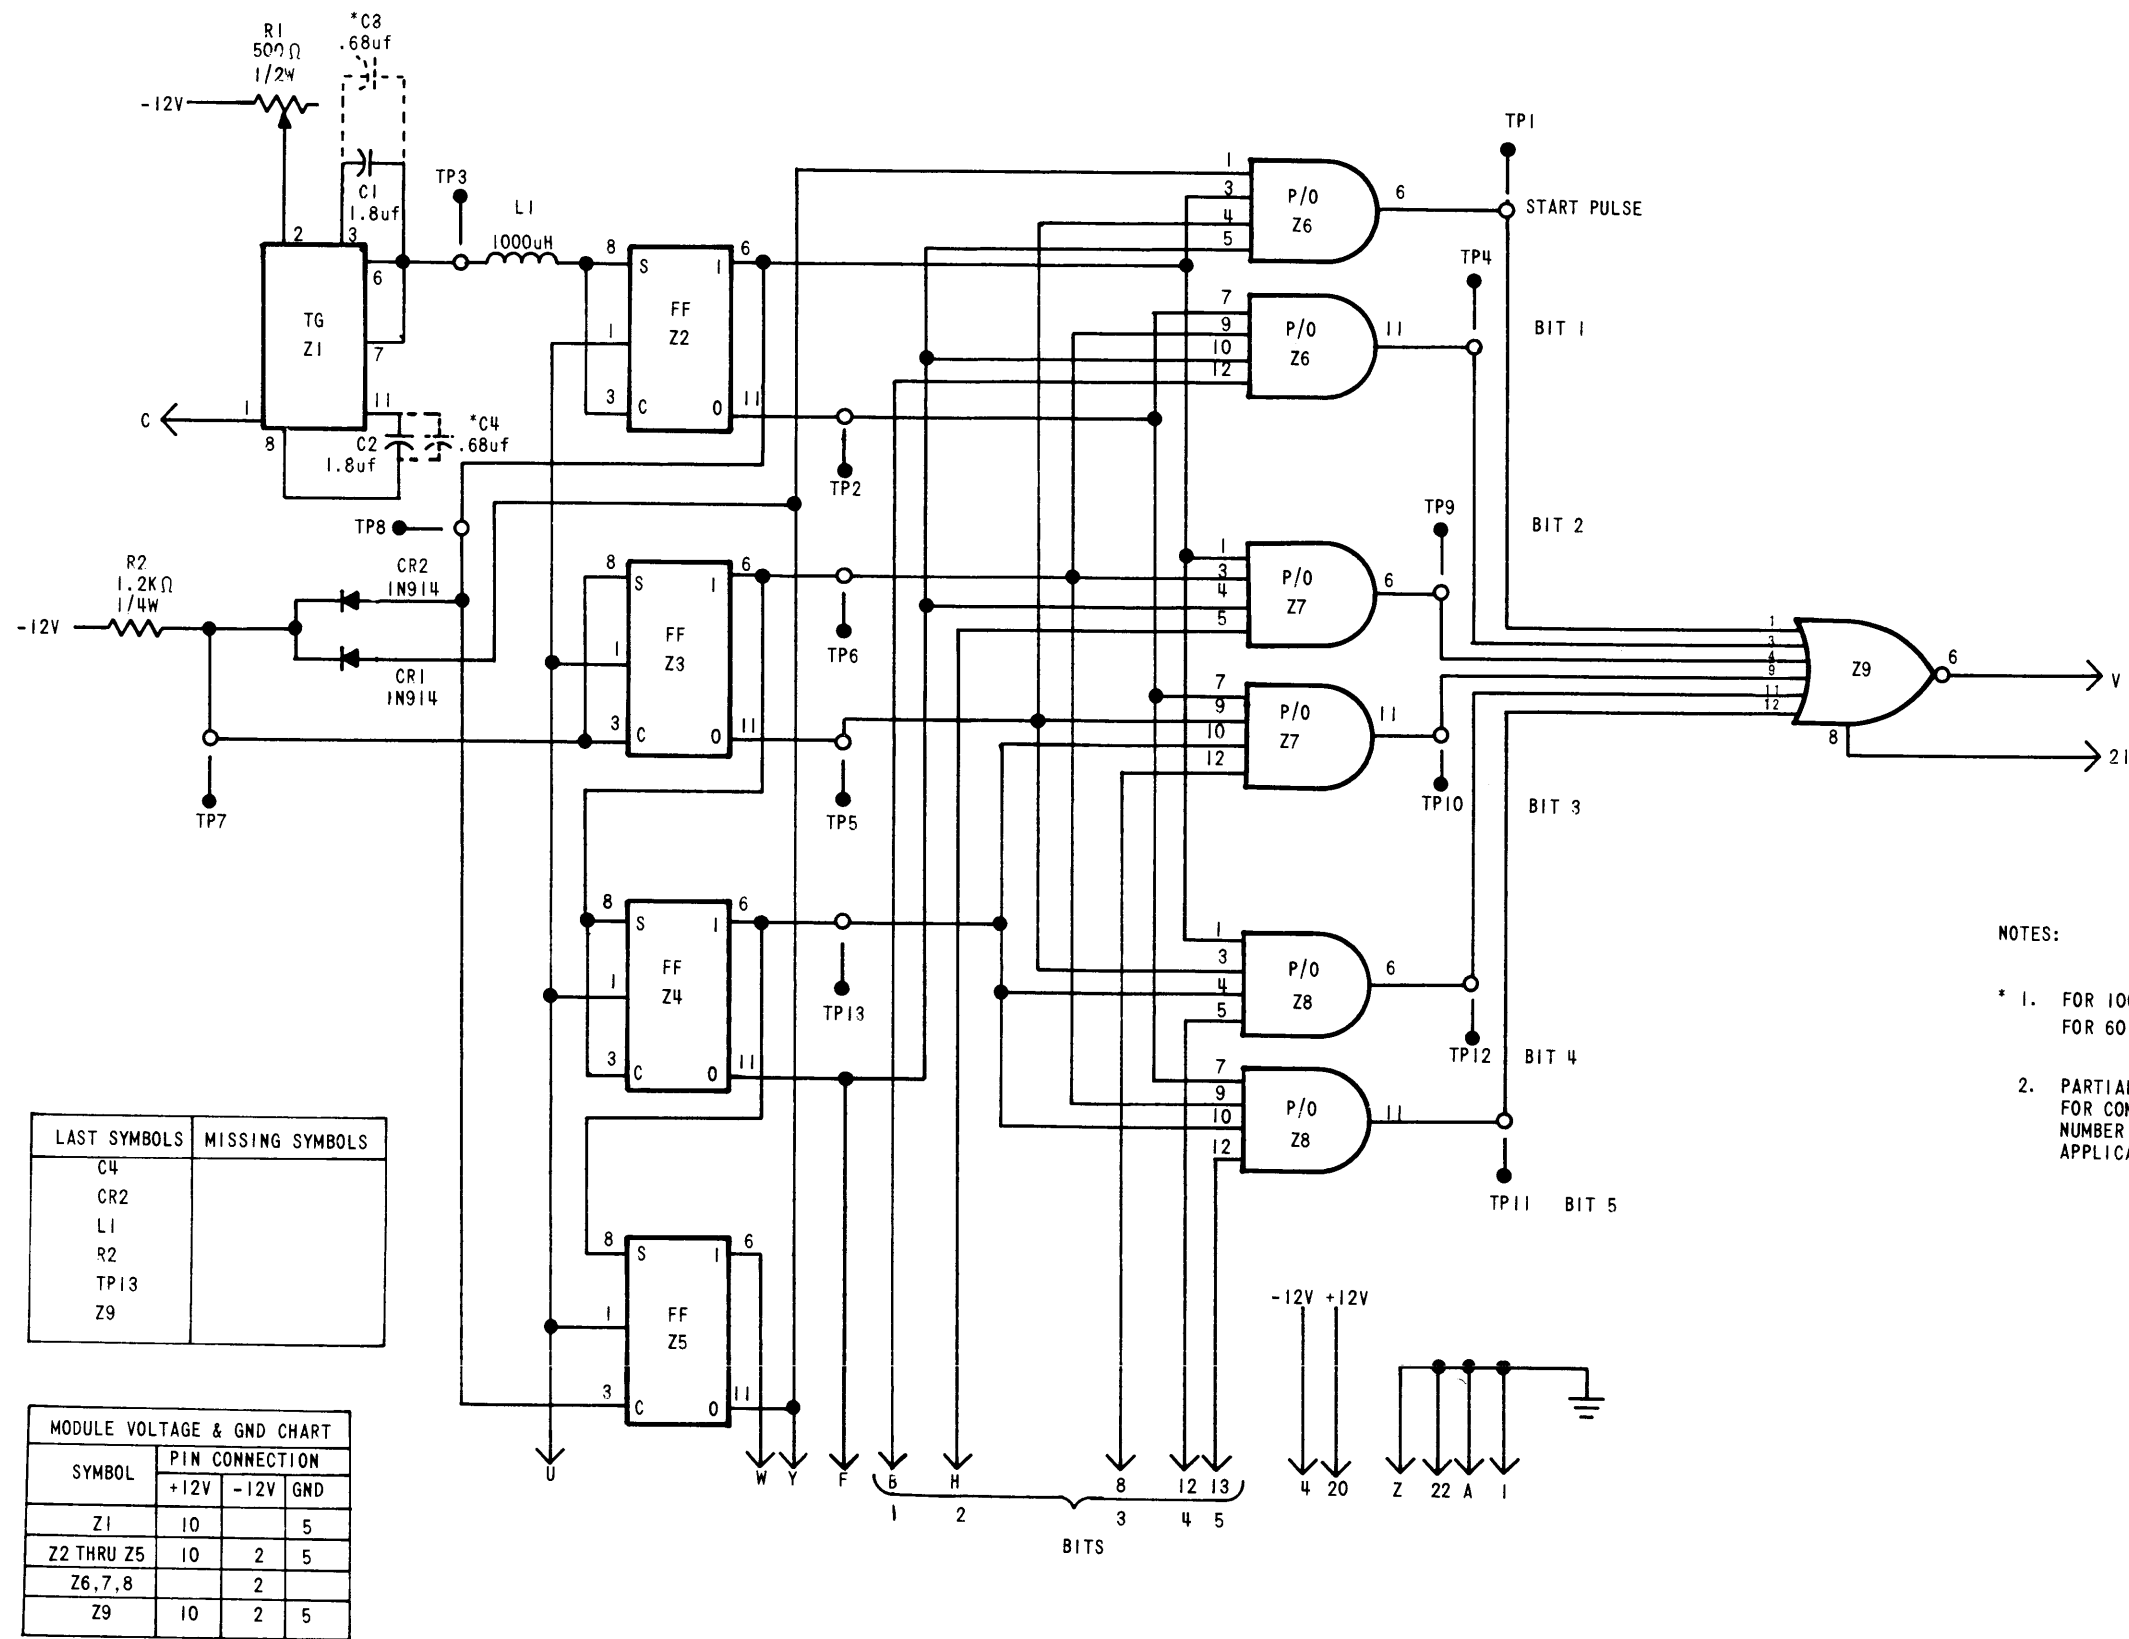 *C3
.68uf
R1
500Ω
1/2W
-12V
C1
1.8uf
TP3
L1
1000uH
2
3
6
7
TG
Z1
1
C
8
11
C2
1.8uf
*C4
.68uf
8
S
1
6
FF
Z2
1
3
C
0
11
TP2
TP8
R2
1.2KΩ
1/4W
-12V
CR2
1N914
CR1
1N914
TP7
8
S
1
6
FF
Z3
1
3
C
0
11
TP6
TP5
8
S
1
6
FF
Z4
1
3
C
0
11
TP13
8
S
1
6
FF
Z5
1
3
C
0
11
1
3
4
5
P/O
Z6
6
TP1
START PULSE
7
9
10
12
P/O
Z6
11
TP4
BIT 1
1
3
4
5
P/O
Z7
6
TP9
BIT 2
7
9
10
12
P/O
Z7
11
TP10
BIT 3
1
3
4
5
P/O
Z8
6
TP12
BIT 4
7
9
10
12
P/O
Z8
11
TP11
BIT 5
1
3
4
9
11
12
Z9
6
V
8
21
NOTES:
* 1. FOR 10
FOR 60
2. PARTIA
FOR CO
NUMBER
APPLICA
LAST SYMBOLS MISSING SYMBOLS
C4
CR2
L1
R2
TP13
Z9
MODULE VOLTAGE & GND CHART
SYMBOL PIN CONNECTION
+12V -12V GND
Z1 10 5
Z2 THRU Z5 10 2 5
Z6,7,8 2
Z9 10 2 5
-12V +12V
U W Y F B H 8 12 13 4 20 Z 22 A 1
1 2 3 4 5
BITS